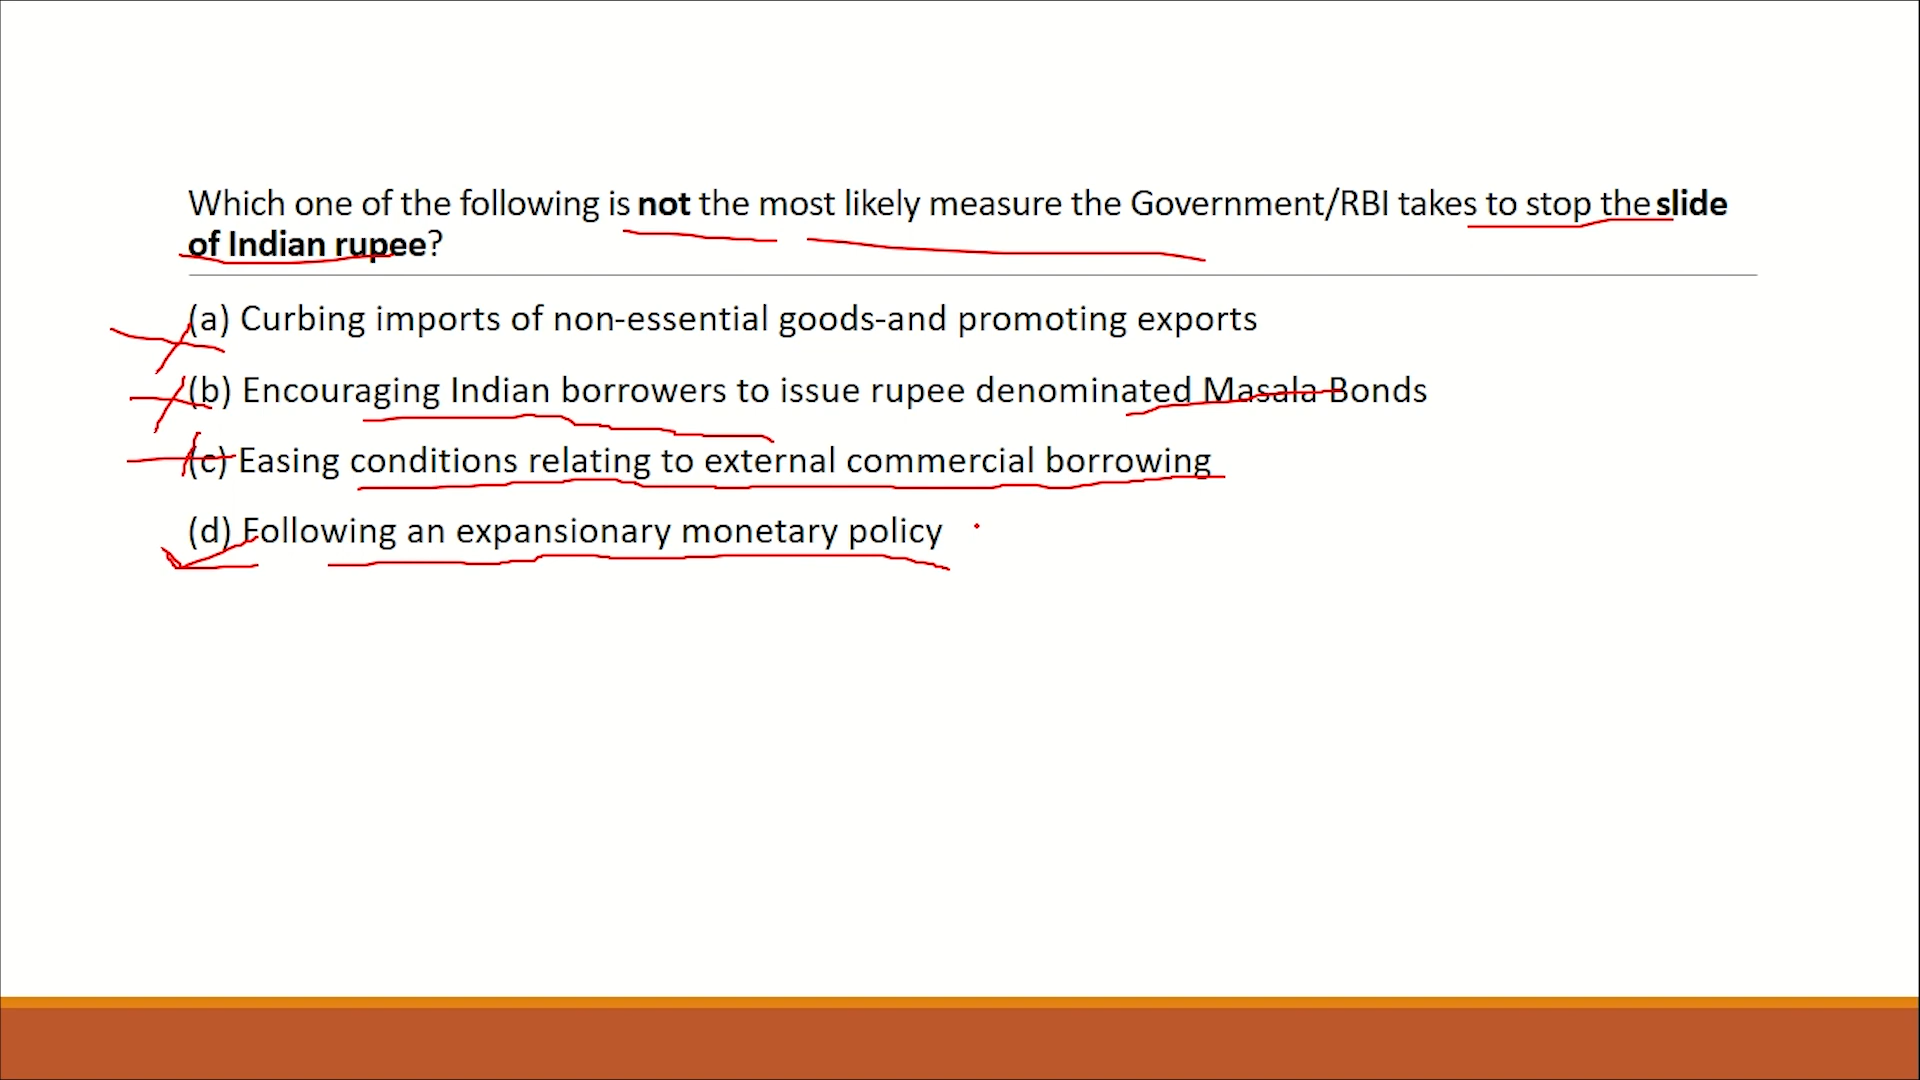 Which one of the following is not the most likely measure the Government/RBI takes to stop the slide
of Indian rupee?
(a) Curbing imports of non-essential goods-and promoting exports
(b) Encouraging Indian borrowers to issue rupee denominated Masala Bonds
(c) Easing conditions relating to external commercial borrowing
(d) Following an expansionary monetary policy